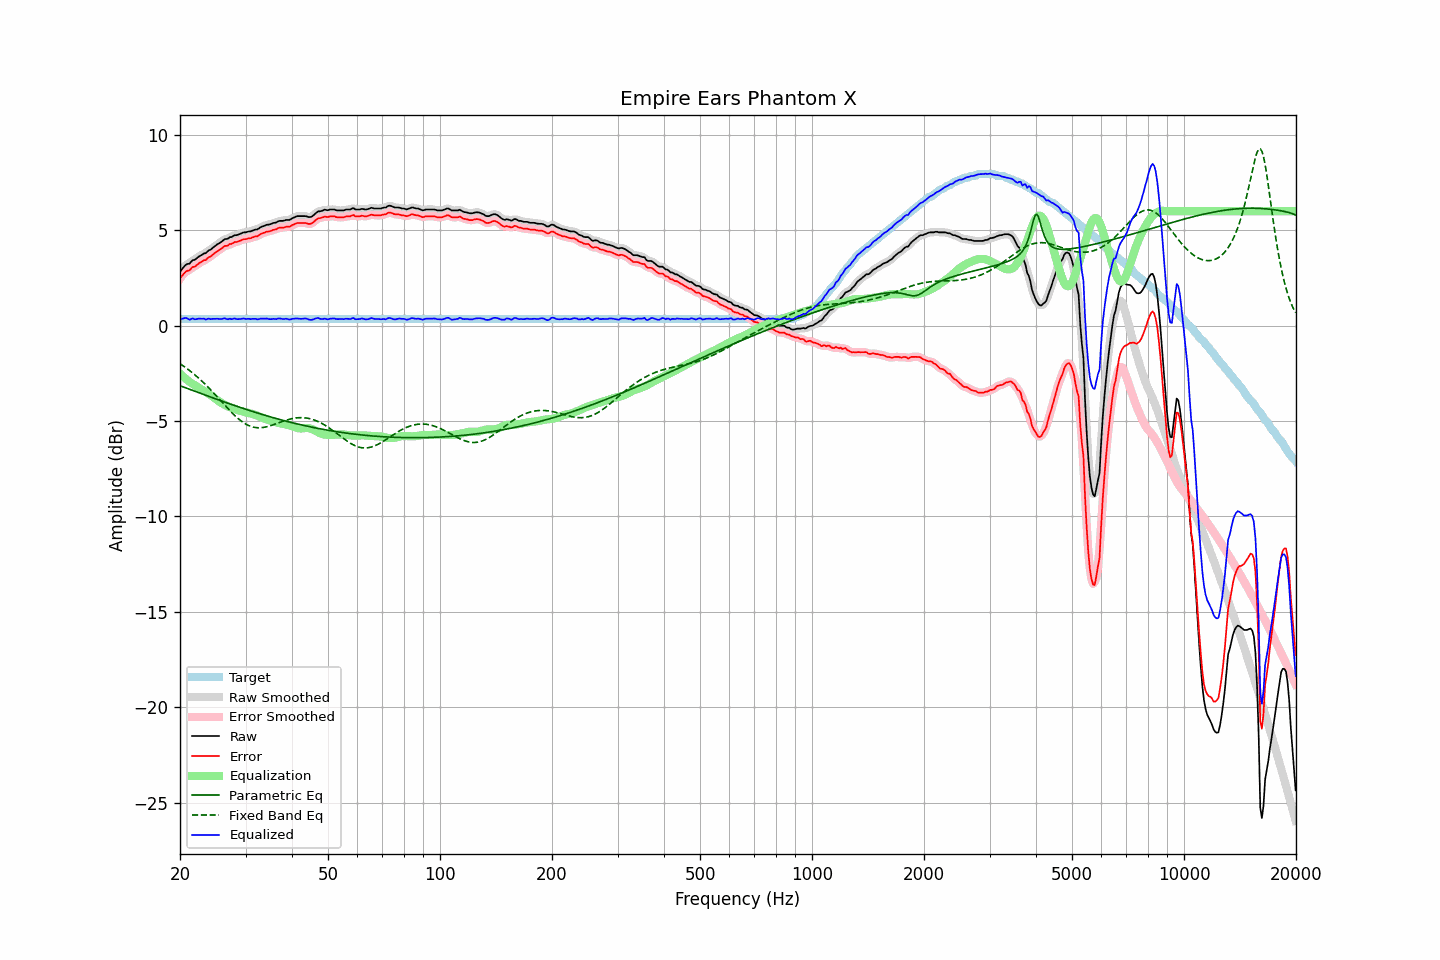 Empire Ears Phantom X
10
5
0
−5
−10
−15
−20
−25
Amplitude (dBr)
Target
Raw Smoothed
Error Smoothed
Raw
Error
Equalization
Parametric Eq
Fixed Band Eq
Equalized
20 50 100 200 500 1000 2000 5000 10000 20000
Frequency (Hz)